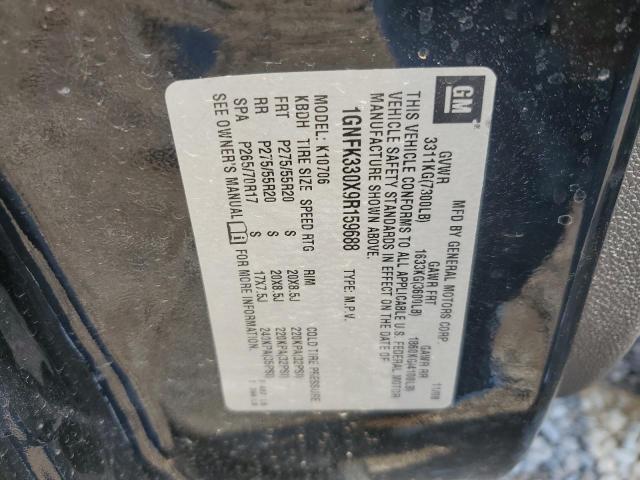 GM
MFD BY GENERAL MOTORS CORP 11/08
GVWR GAWR FRT GAWR RR
3311KG(7300LB) 1633KG(3600LB) 1860KG(4100LB)
THIS VEHICLE CONFORMS TO ALL APPLICABLE U.S. FEDERAL MOTOR
VEHICLE SAFETY STANDARDS IN EFFECT ON THE DATE OF
MANUFACTURE SHOWN ABOVE.
1GNFK330X9R159688 TYPE: M.P.V.
MODEL: K10706
KBDH TIRE SIZE SPEED RTG RIM COLD TIRE PRESSURE
FRT P275/55R20 S 20X8.5J 220KPA(32PSI)
RR P275/55R20 S 20X8.5J 220KPA(32PSI)
SPA P265/70R17 S 17X7.5J 240KPA(35PSI)
SEE OWNER'S MANUAL i FOR MORE INFORMATION.